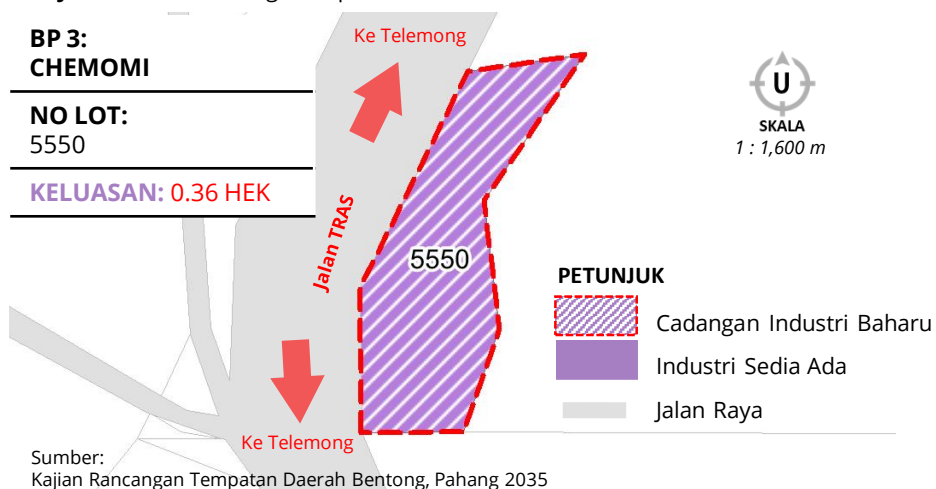 BP 3:
CHEMOMI
NO LOT:
5550
KELUASAN: 0.36 HEK
Ke Telemong
Jalan TRAS
5550
Ke Telemong
U
SKALA
1 : 1,600 m
PETUNJUK
Cadangan Industri Baharu
Industri Sedia Ada
Jalan Raya
Sumber:
Kajian Rancangan Tempatan Daerah Bentong, Pahang 2035